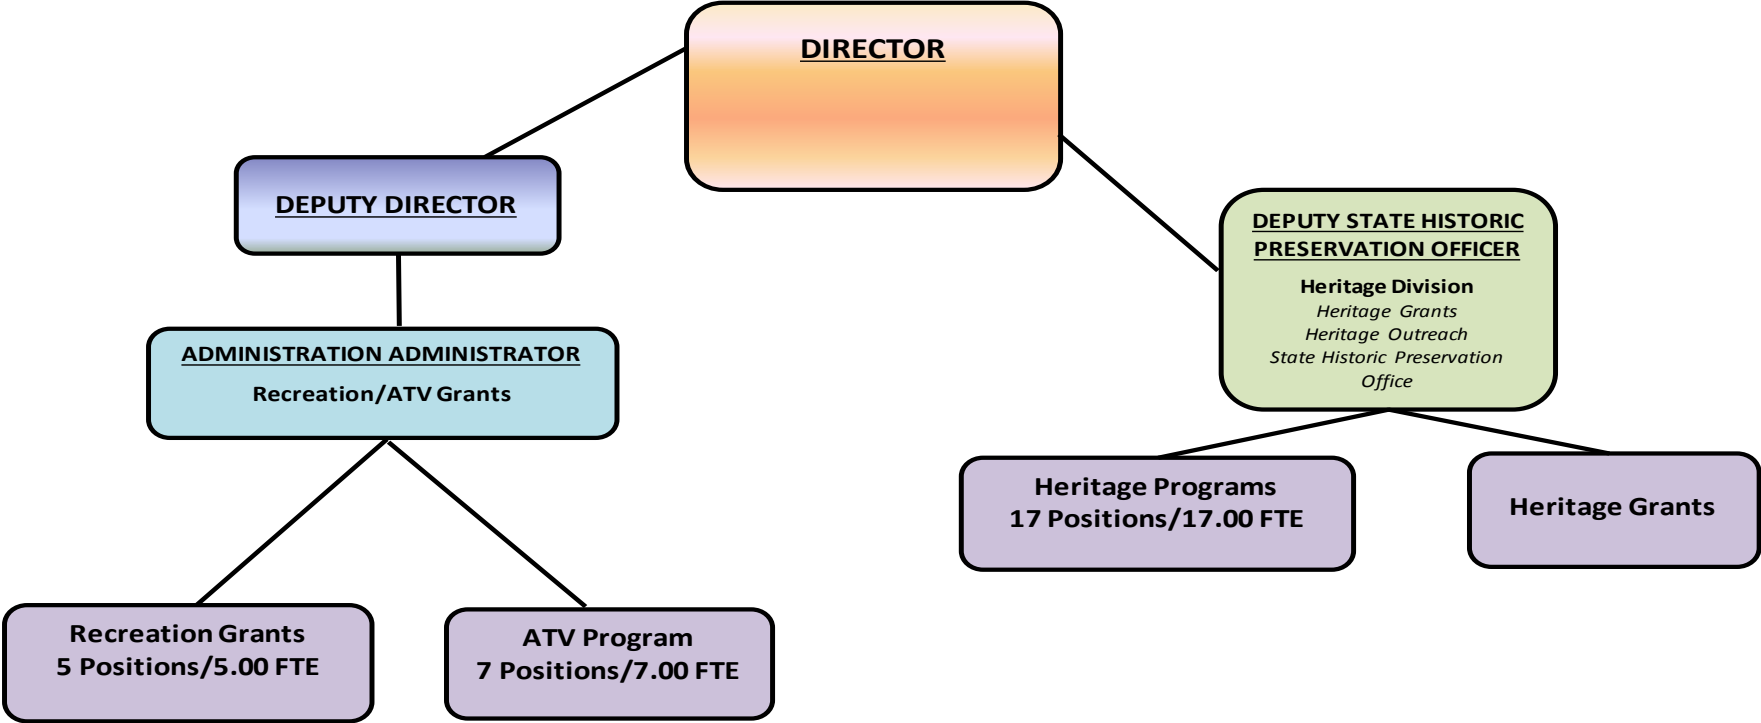 DIRECTOR
DEPUTY DIRECTOR
DEPUTY STATE HISTORIC
PRESERVATION OFFICER
Heritage Division
Heritage Grants
Heritage Outreach
State Historic Preservation
Office
ADMINISTRATION ADMINISTRATOR
Recreation/ATV Grants
Heritage Programs
17 Positions/17.00 FTE
Heritage Grants
Recreation Grants
5 Positions/5.00 FTE
ATV Program
7 Positions/7.00 FTE